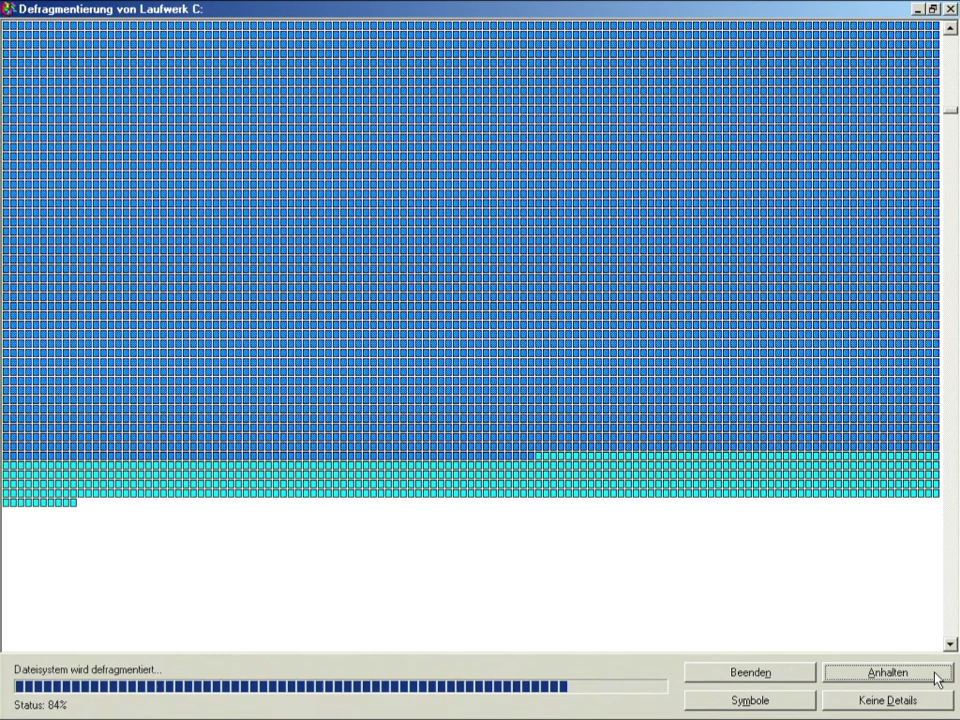 Defragmentierung von Laufwerk C:
Dateisystem wird defragmentiert...
Status: 84%
Beenden
Anhalten
Symbole
Keine Details